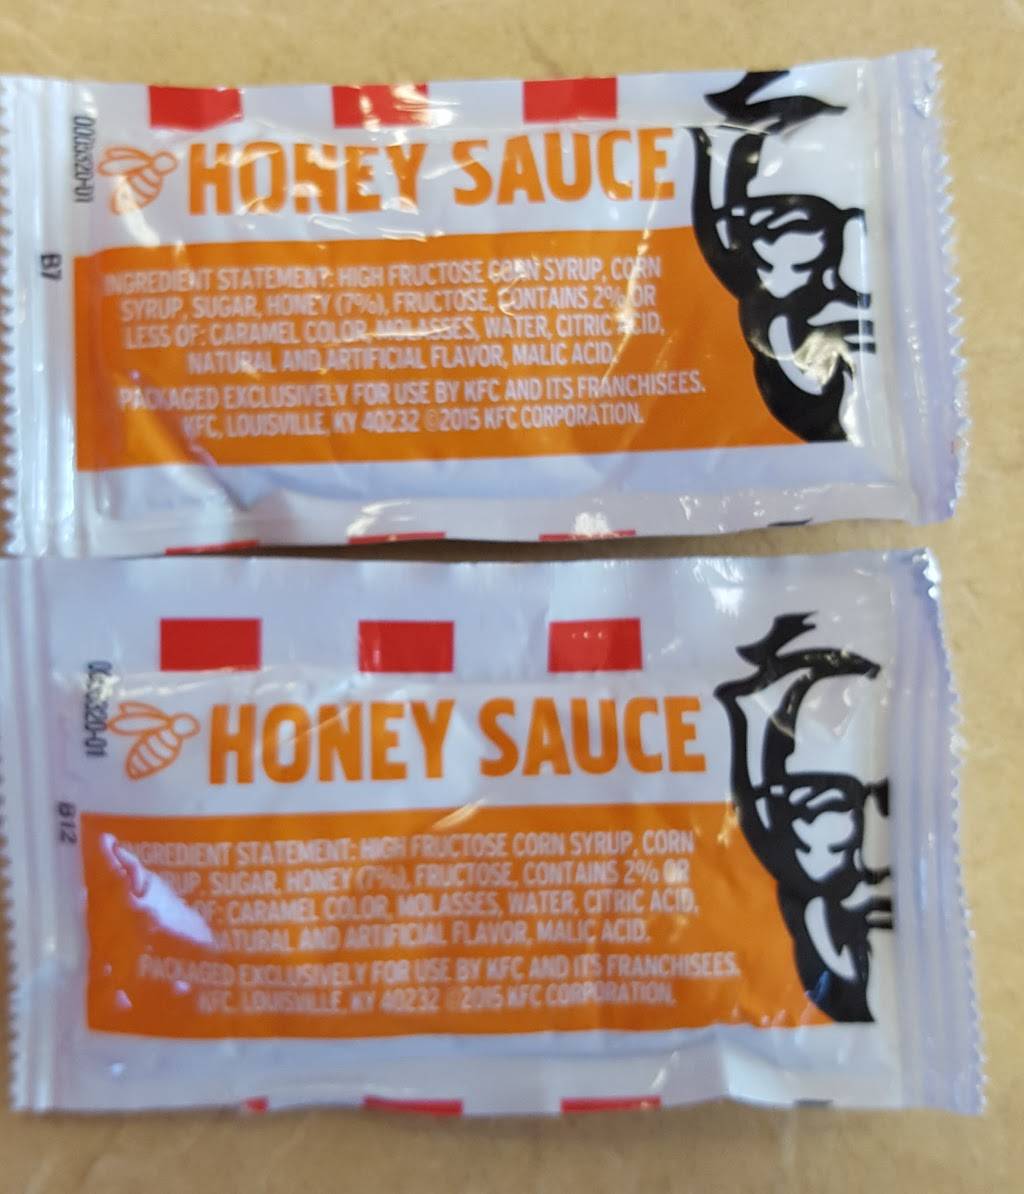 000320-01
B7
HONEY SAUCE
INGREDIENT STATEMENT: HIGH FRUCTOSE CORN SYRUP, CORN
SYRUP, SUGAR, HONEY (7%), FRUCTOSE, CONTAINS 2% OR
LESS OF: CARAMEL COLOR, MOLASSES, WATER, CITRIC ACID,
NATURAL AND ARTIFICIAL FLAVOR, MALIC ACID.
PACKAGED EXCLUSIVELY FOR USE BY KFC AND ITS FRANCHISEES.
KFC, LOUISVILLE, KY 40232 ©2015 KFC CORPORATION.
B12
HONEY SAUCE
INGREDIENT STATEMENT: HIGH FRUCTOSE CORN SYRUP, CORN
SUGAR, HONEY (7%), FRUCTOSE, CONTAINS 2% OR
OF: CARAMEL COLOR, MOLASSES, WATER, CITRIC ACID,
NATURAL AND ARTIFICIAL FLAVOR, MALIC ACID.
PACKAGED EXCLUSIVELY FOR USE BY KFC AND ITS FRANCHISEES.
KFC, LOUISVILLE, KY 40232 2015 KFC CORPORATION.